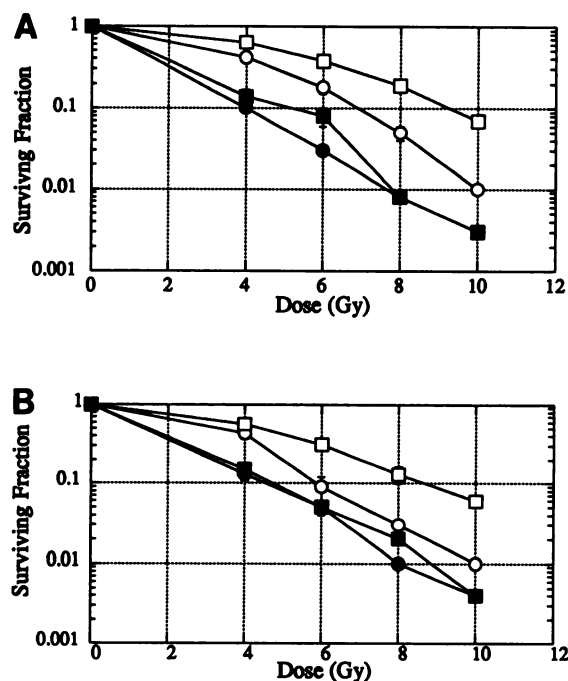 A
1
0.1
0.01
0.001
Survivng Fraction
0 2 4 6 8 10 12
Dose (Gy)
B
1
0.1
0.01
0.001
Surviving Fraction
0 2 4 6 8 10 12
Dose (Gy)